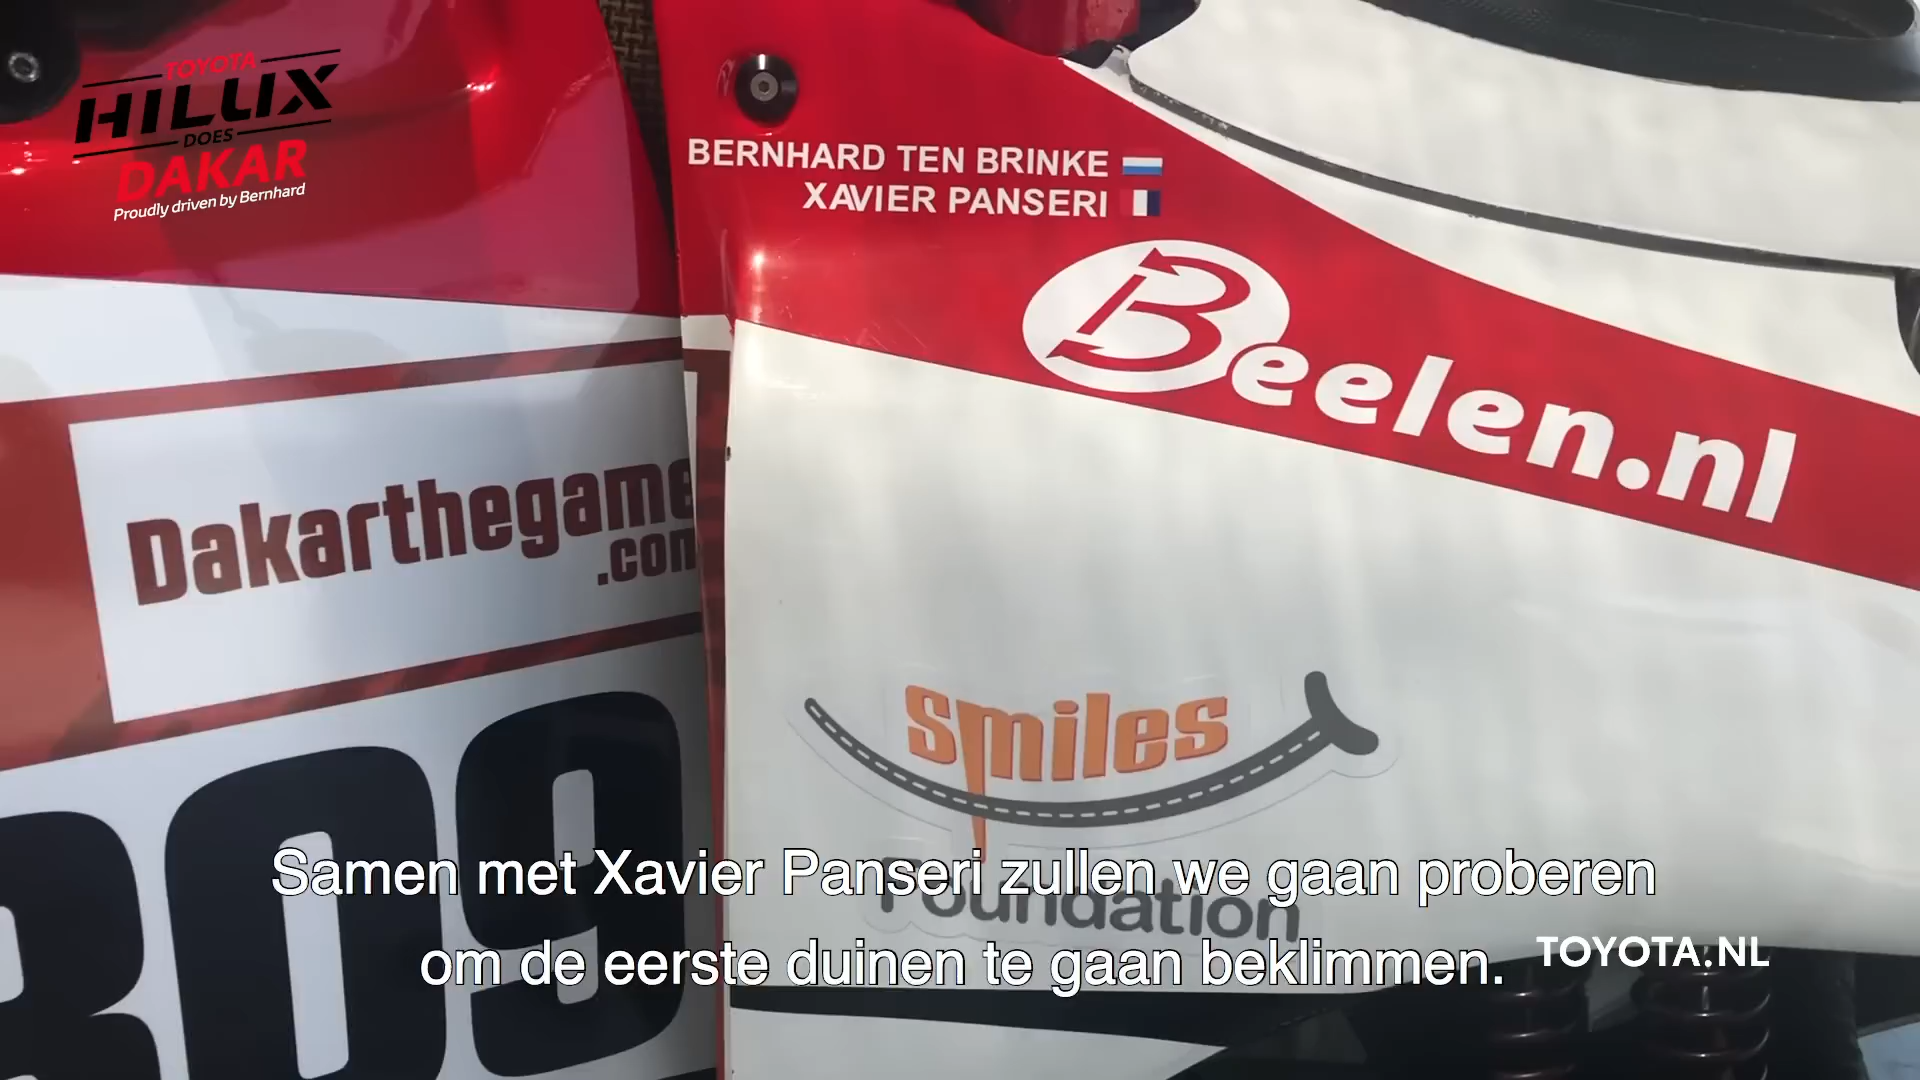 TOYOTA
HILUX
DOES
DAKAR
Proudly driven by Bernhard
BERNHARD TEN BRINKE
XAVIER PANSERI
Beelen.nl
Dakarthegame
.com
smiles
Foundation
309
Samen met Xavier Panseri zullen we gaan proberen
om de eerste duinen te gaan beklimmen.
TOYOTA.NL